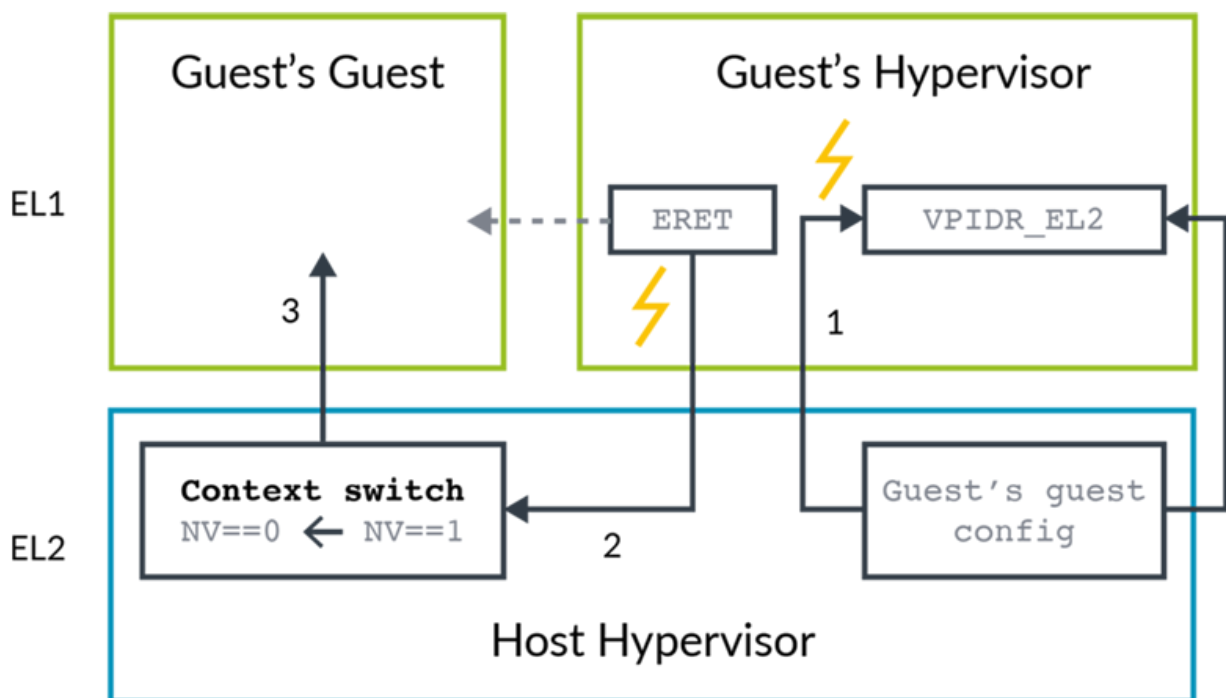 Guest’s Guest
Guest’s Hypervisor
EL1
ERET
VPIDR_EL2
3
1
Context switch
NV==0 ← NV==1
Guest’s guest
config
EL2
2
Host Hypervisor